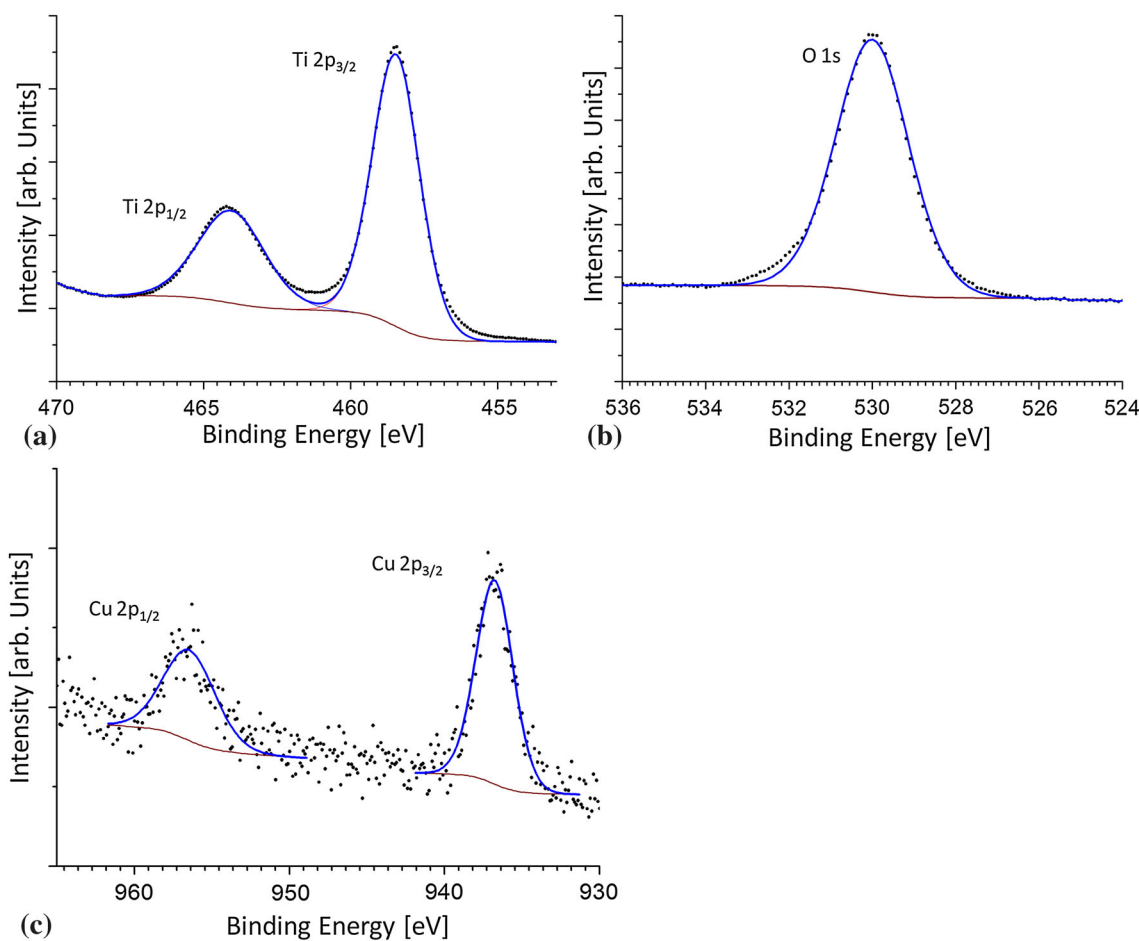 Intensity [arb. Units]
Ti 2p3/2
Ti 2p1/2
470 465 460 455
(a) Binding Energy [eV]
Intensity [arb. Units]
O 1s
536 534 532 530 528 526 524
(b) Binding Energy [eV]
Intensity [arb. Units]
Cu 2p3/2
Cu 2p1/2
960 950 940 930
(c) Binding Energy [eV]